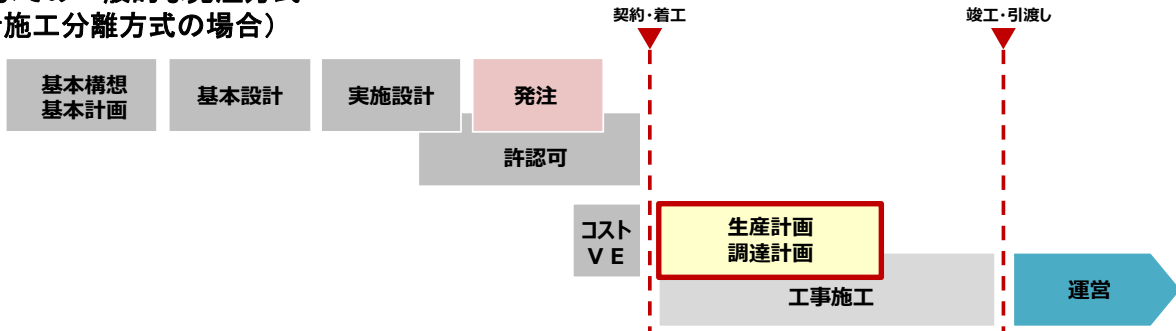 施工分離方式の場合）
契約・着工
竣工・引渡し
基本構想
基本計画
基本設計
実施設計
発注
許認可
コスト
ＶＥ
生産計画
調達計画
工事施工
運営